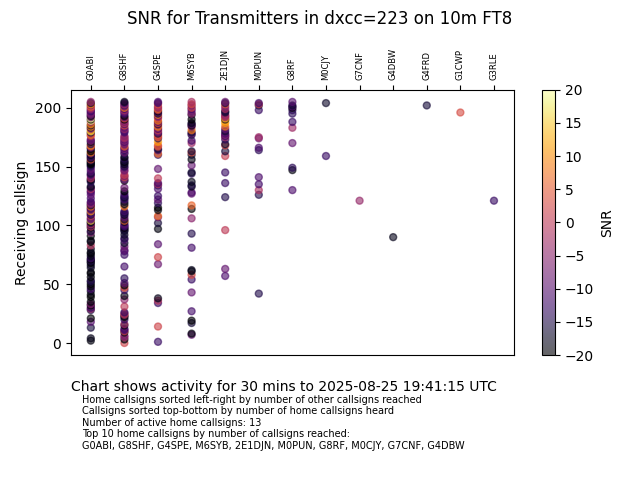 SNR for Transmitters in dxcc=223 on 10m FT8
G0ABI G8SHF G4SPE M6SYB 2E1DJN M0PUN G8RF M0CJY G7CNF G4DBW G4FRD G1CWP G3RLE
200
150
100
50
0
Receiving callsign
20
15
10
5
0
−5
−10
−15
−20
SNR
Chart shows activity for 30 mins to 2025-08-25 19:41:15 UTC
Home callsigns sorted left-right by number of other callsigns reached
Callsigns sorted top-bottom by number of home callsigns heard
Number of active home callsigns: 13
Top 10 home callsigns by number of callsigns reached:
G0ABI, G8SHF, G4SPE, M6SYB, 2E1DJN, M0PUN, G8RF, M0CJY, G7CNF, G4DBW